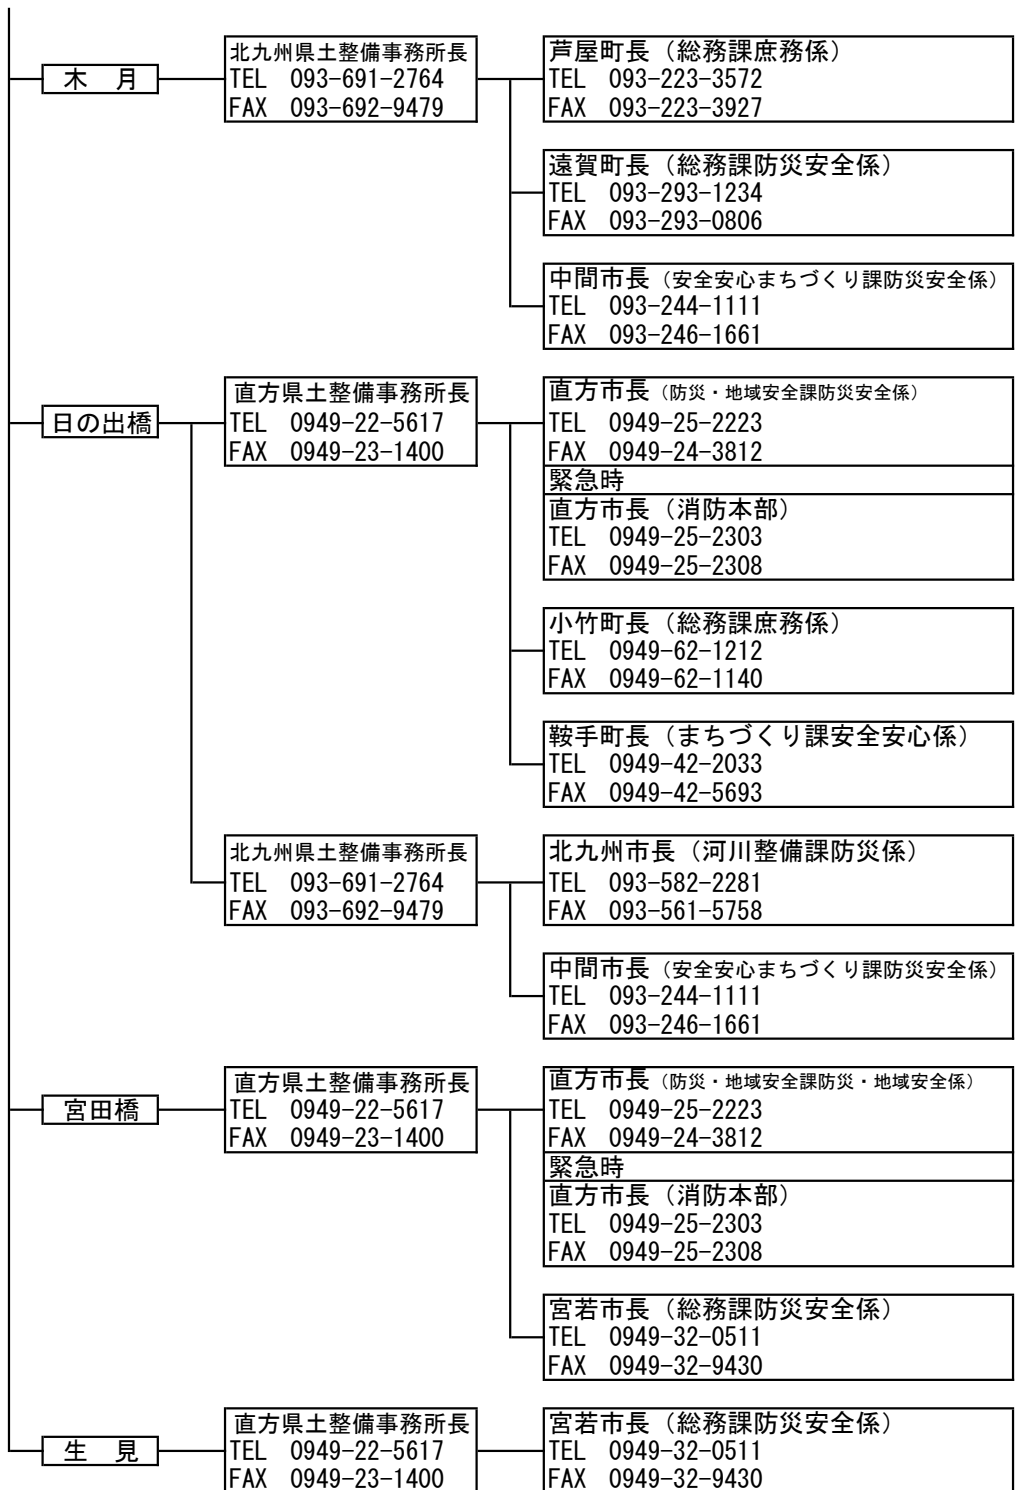 木　月
北九州県土整備事務所長
TEL　093-691-2764
FAX　093-692-9479
芦屋町長（総務課庶務係）
TEL　093-223-3572
FAX　093-223-3927
遠賀町長（総務課防災安全係）
TEL　093-293-1234
FAX　093-293-0806
中間市長（安全安心まちづくり課防災安全係）
TEL　093-244-1111
FAX　093-246-1661
日の出橋
直方県土整備事務所長
TEL　0949-22-5617
FAX　0949-23-1400
直方市長（防災・地域安全課防災安全係）
TEL　0949-25-2223
FAX　0949-24-3812
緊急時
直方市長（消防本部）
TEL　0949-25-2303
FAX　0949-25-2308
小竹町長（総務課庶務係）
TEL　0949-62-1212
FAX　0949-62-1140
鞍手町長（まちづくり課安全安心係）
TEL　0949-42-2033
FAX　0949-42-5693
北九州県土整備事務所長
TEL　093-691-2764
FAX　093-692-9479
北九州市長（河川整備課防災係）
TEL　093-582-2281
FAX　093-561-5758
中間市長（安全安心まちづくり課防災安全係）
TEL　093-244-1111
FAX　093-246-1661
宮田橋
直方県土整備事務所長
TEL　0949-22-5617
FAX　0949-23-1400
直方市長（防災・地域安全課防災・地域安全係）
TEL　0949-25-2223
FAX　0949-24-3812
緊急時
直方市長（消防本部）
TEL　0949-25-2303
FAX　0949-25-2308
宮若市長（総務課防災安全係）
TEL　0949-32-0511
FAX　0949-32-9430
生　見
直方県土整備事務所長
TEL　0949-22-5617
FAX　0949-23-1400
宮若市長（総務課防災安全係）
TEL　0949-32-0511
FAX　0949-32-9430